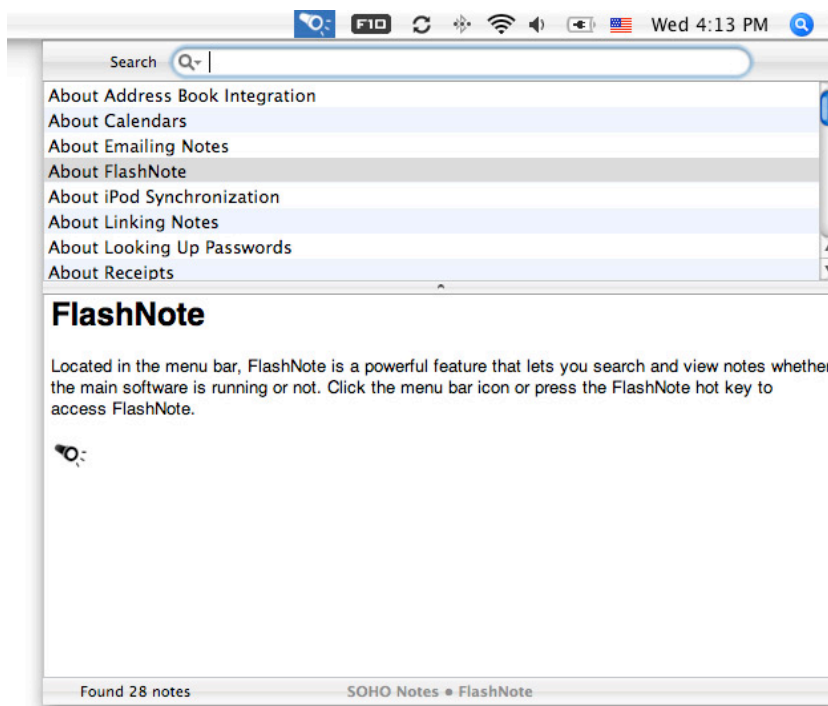 F10 Wed 4:13 PM
Search
About Address Book Integration
About Calendars
About Emailing Notes
About FlashNote
About iPod Synchronization
About Linking Notes
About Looking Up Passwords
About Receipts
FlashNote
Located in the menu bar, FlashNote is a powerful feature that lets you search and view notes whether
the main software is running or not. Click the menu bar icon or press the FlashNote hot key to
access FlashNote.
Found 28 notes SOHO Notes • FlashNote